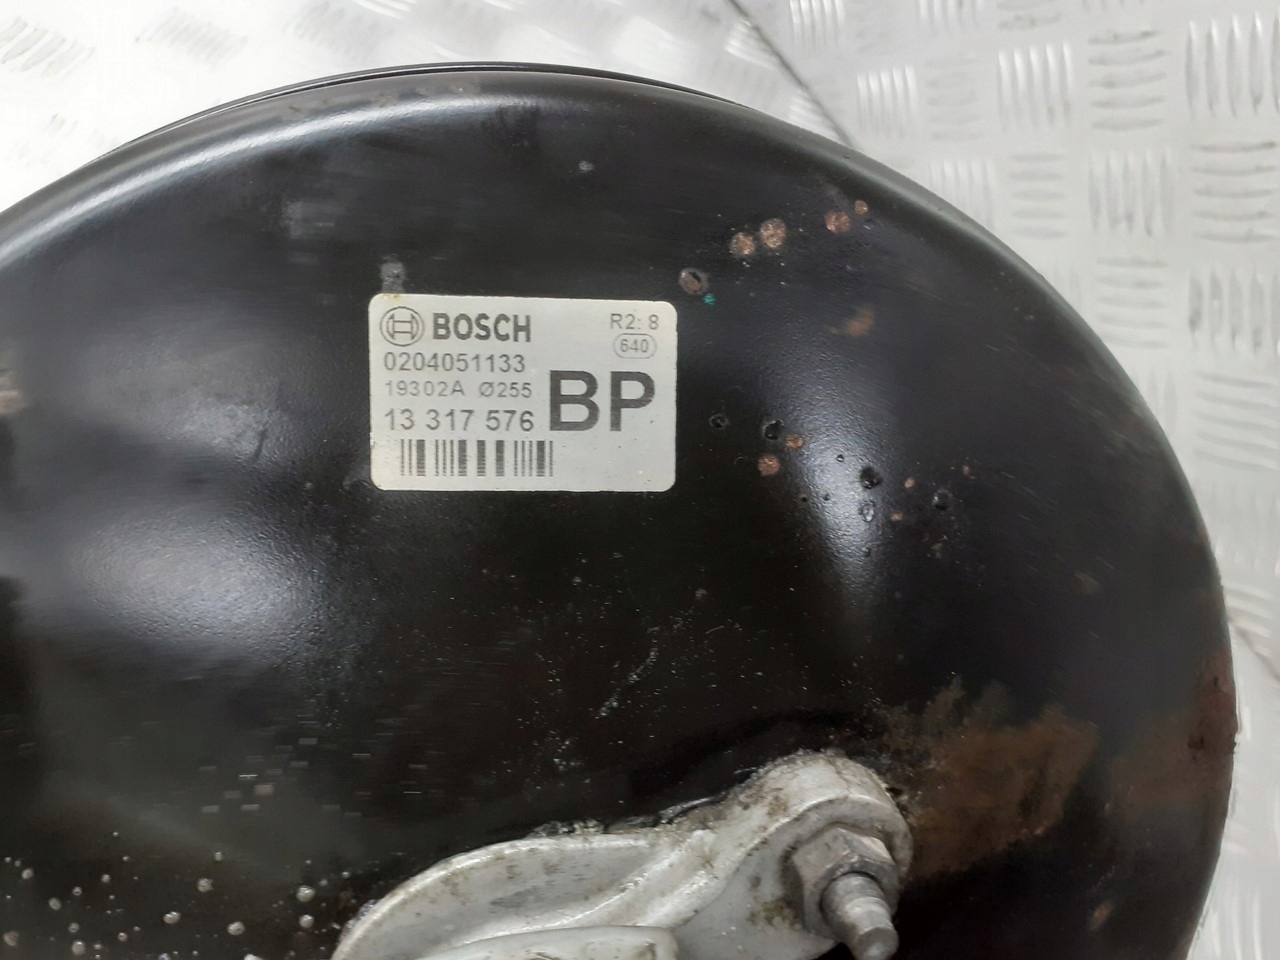 BOSCH R2: 8
0204051133 640
19302A Ø255
13 317 576 BP